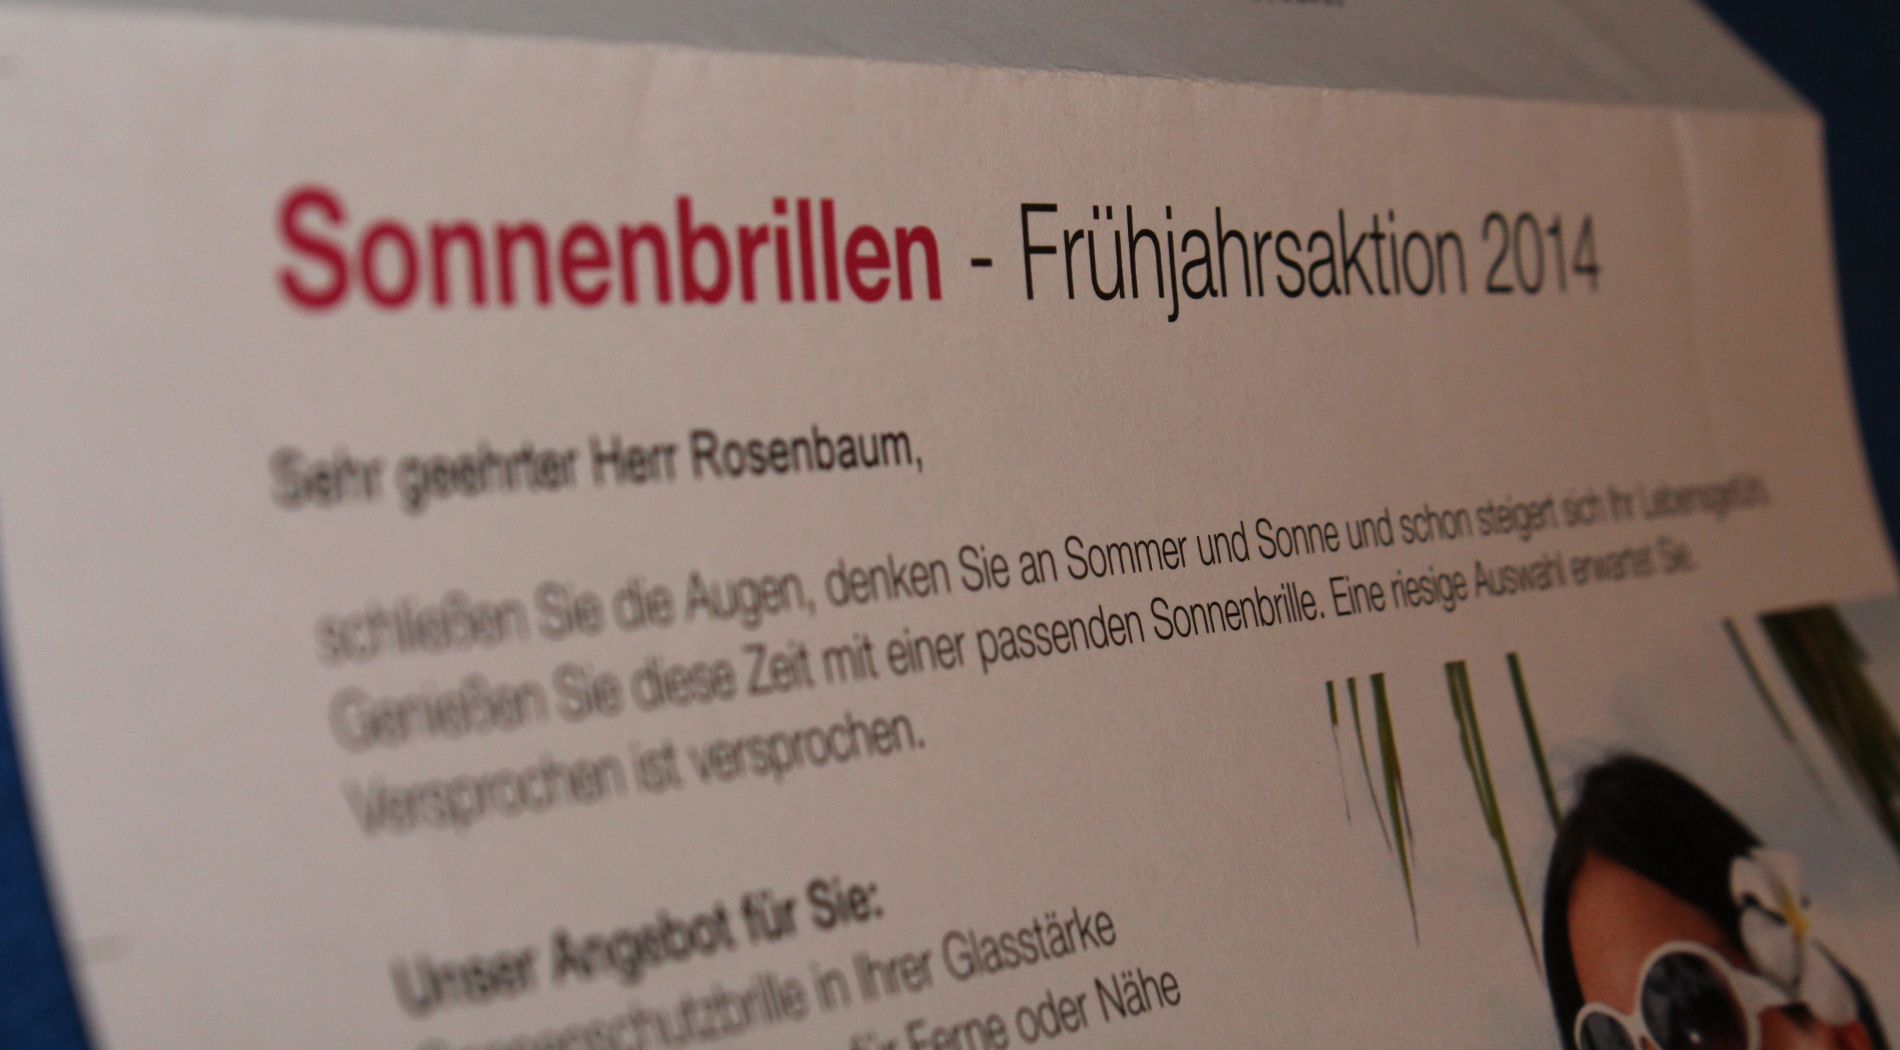 Sonnenbrillen - Frühjahrsaktion 2014
Sehr geehrter Herr Rosenbaum,
schließen Sie die Augen, denken Sie an Sommer und Sonne und schon steigert sich Ihr Lebensgefühl.
Genießen Sie diese Zeit mit einer passenden Sonnenbrille. Eine riesige Auswahl erwartet Sie.
Versprochen ist versprochen.
Unser Angebot für Sie:
Sonnenschutzbrille in Ihrer Glasstärke
für Ferne oder Nähe